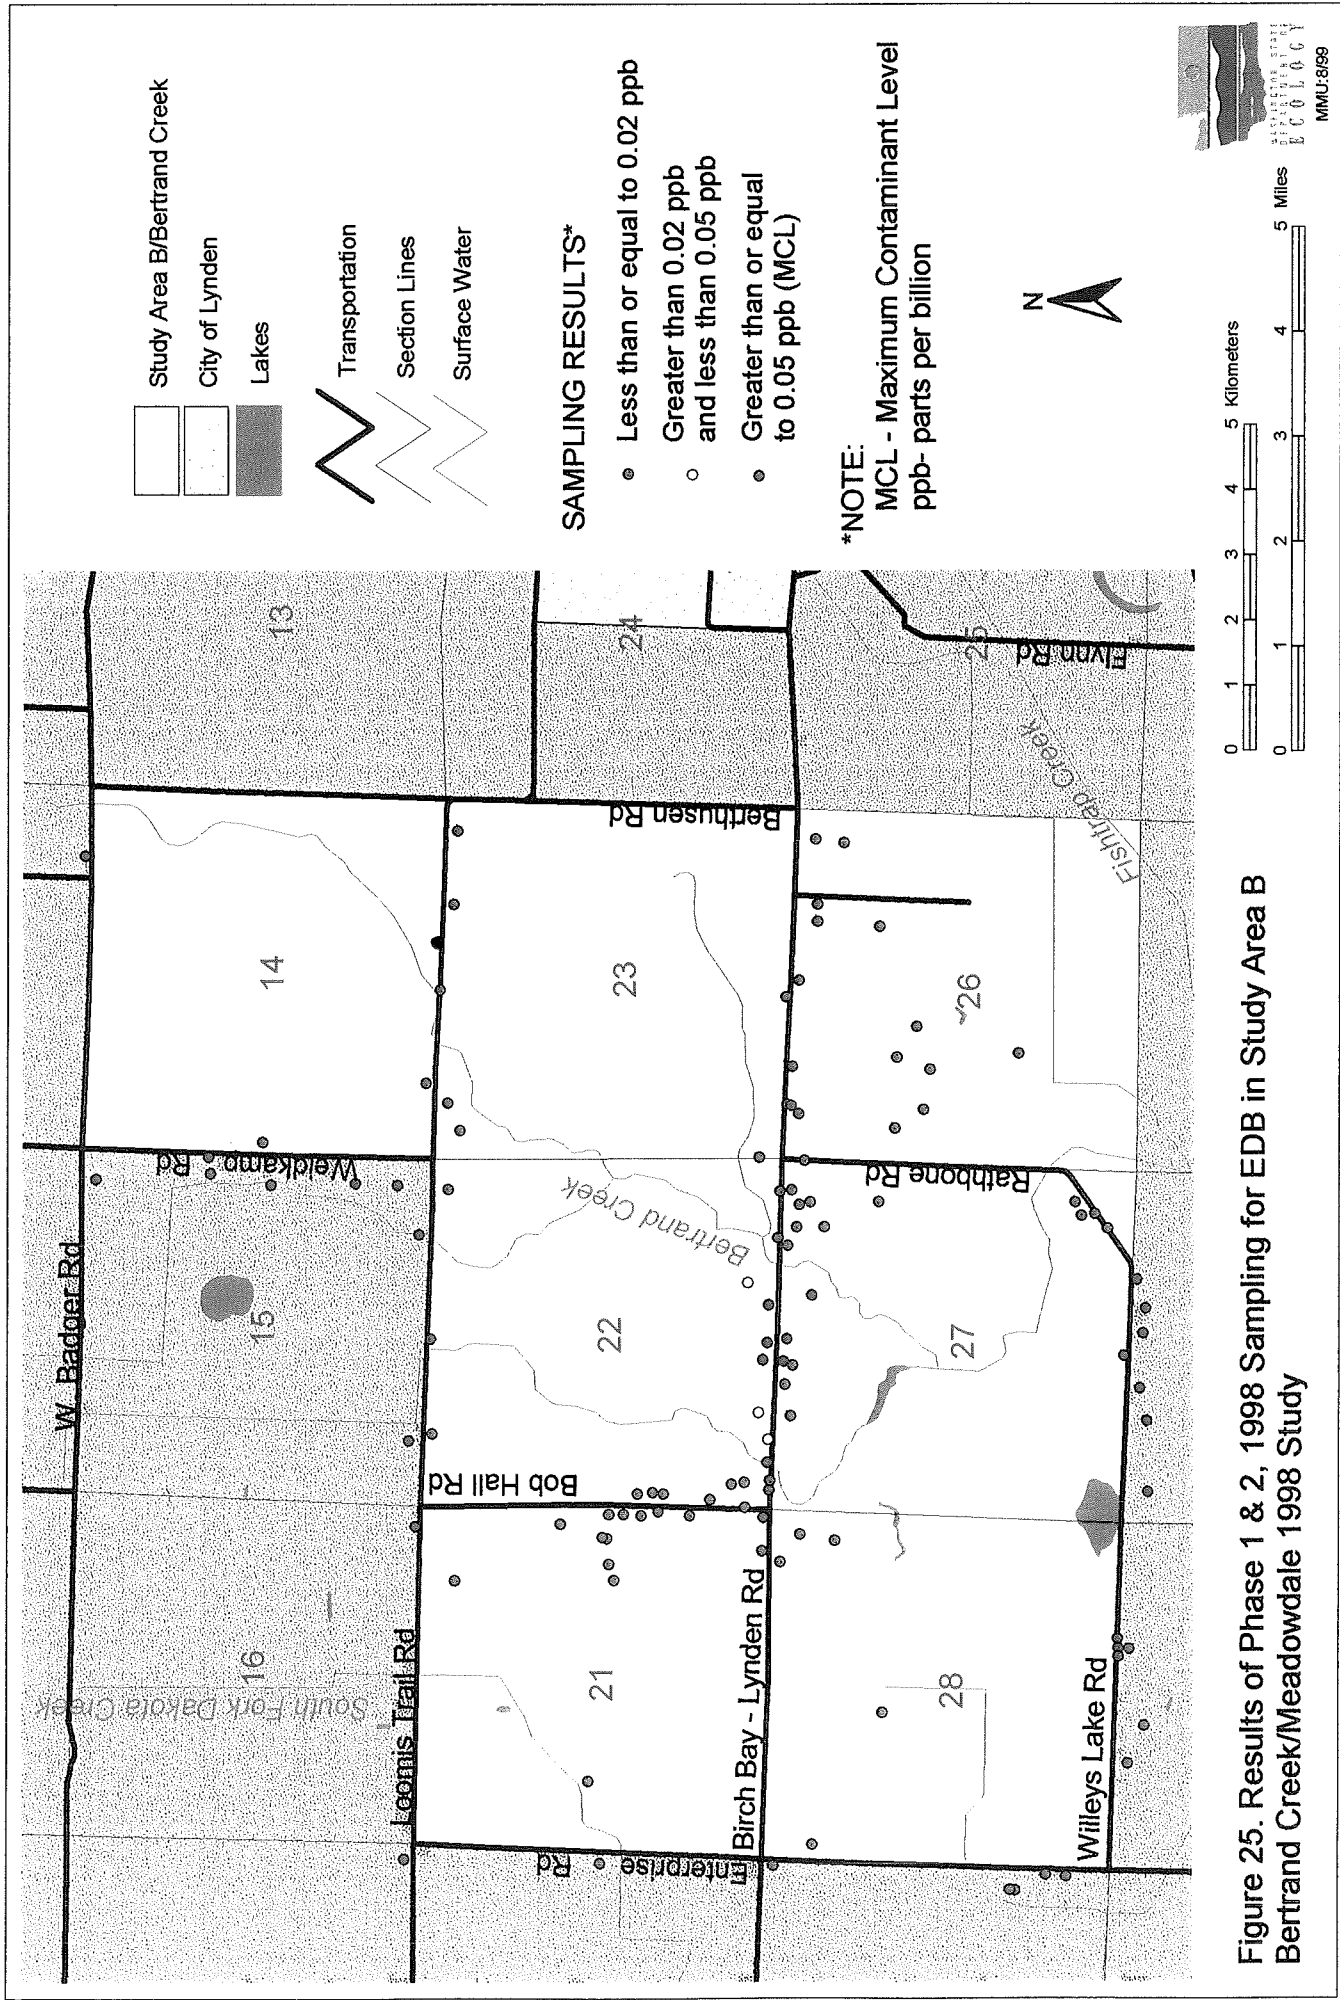 W. Badger Rd
13
14
15
16
South Fork Dakota Creek
Weidkamp Rd
Loomis Trail Rd
Bob Hall Rd
Berthusen Rd
Bertrand Creek
21
22
23
24
Enterprise Rd
Birch Bay - Lynden Rd
Rathbone Rd
25
26
27
28
Flynn Rd
Fishtrap Creek
Willeys Lake Rd
Study Area B/Bertrand Creek
City of Lynden
Lakes
Transportation
Section Lines
Surface Water
SAMPLING RESULTS*
Less than or equal to 0.02 ppb
Greater than 0.02 ppb
and less than 0.05 ppb
Greater than or equal
to 0.05 ppb (MCL)
*NOTE:
MCL - Maximum Contaminant Level
ppb- parts per billion
N
0 1 2 3 4 5 Kilometers
0 1 2 3 4 5 Miles
WASHINGTON STATE
DEPARTMENT OF
ECOLOGY
MMU:8/99
Figure 25. Results of Phase 1 & 2, 1998 Sampling for EDB in Study Area B
Bertrand Creek/Meadowdale 1998 Study